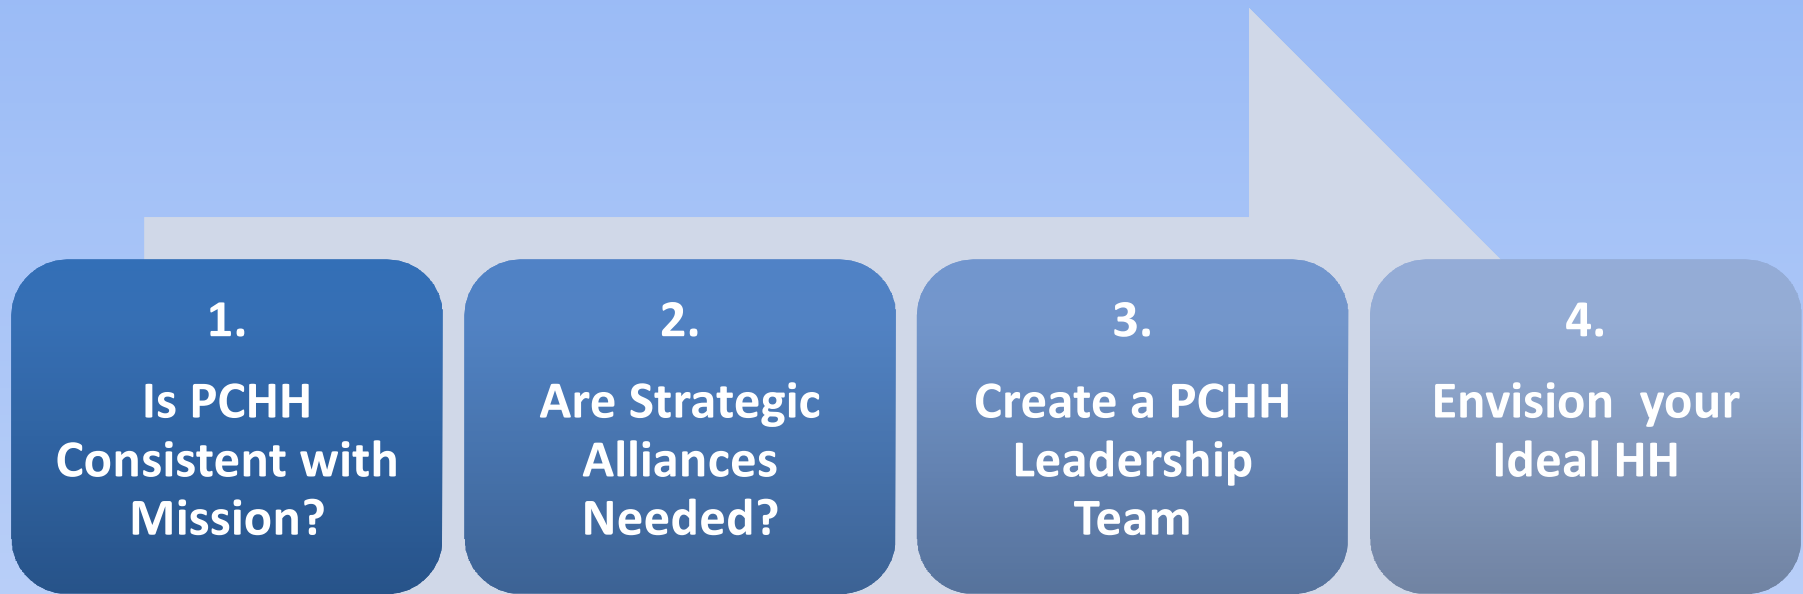 1.
Is PCHH
Consistent with
Mission?
2.
Are Strategic
Alliances
Needed?
3.
Create a PCHH
Leadership
Team
4.
Envision  your
Ideal HH